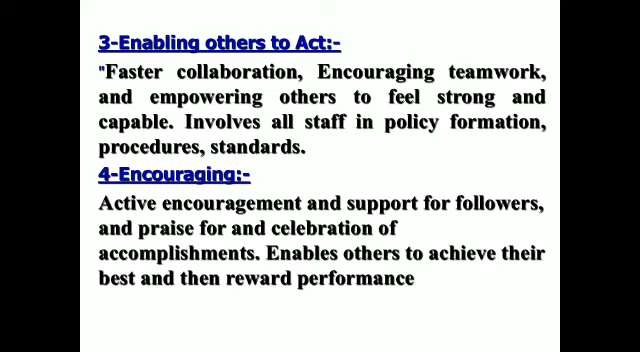 3-Enabling others to Act:-
"Faster collaboration, Encouraging teamwork,
and empowering others to feel strong and
capable. Involves all staff in policy formation,
procedures, standards.
4-Encouraging:-
Active encouragement and support for followers,
and praise for and celebration of
accomplishments. Enables others to achieve their
best and then reward performance